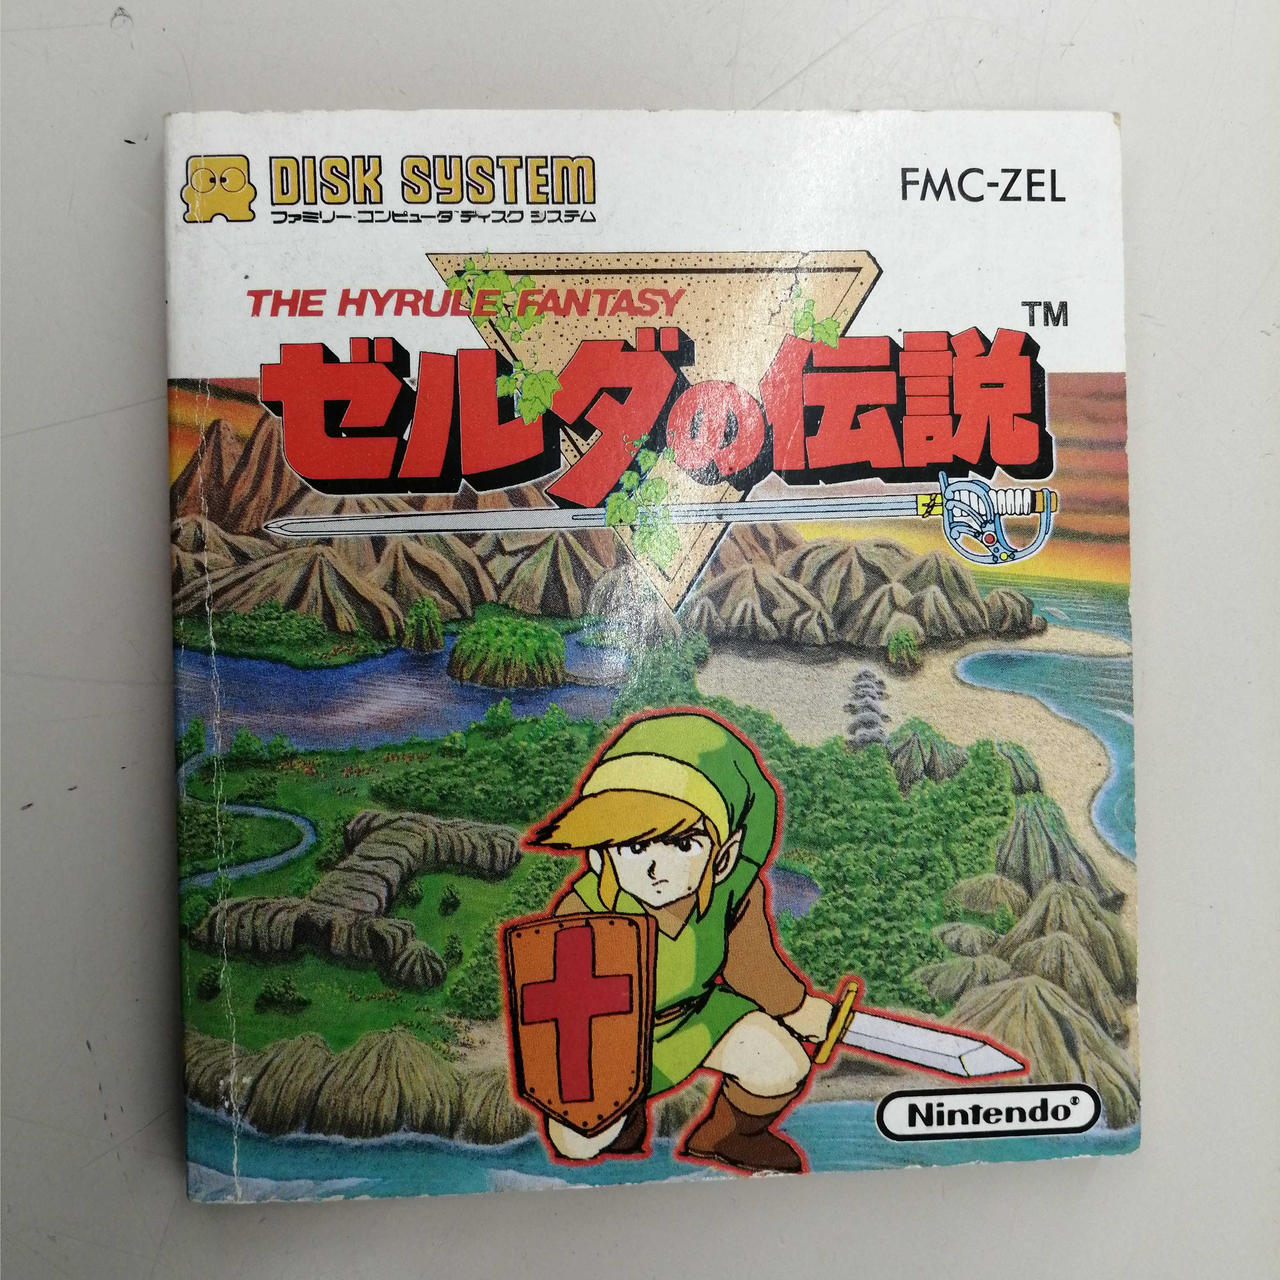 DISK SYSTEM
ファミリーコンピュータ ディスク システム
FMC-ZEL
THE HYRULE FANTASY
TM
ゼルダの伝説
Nintendo®